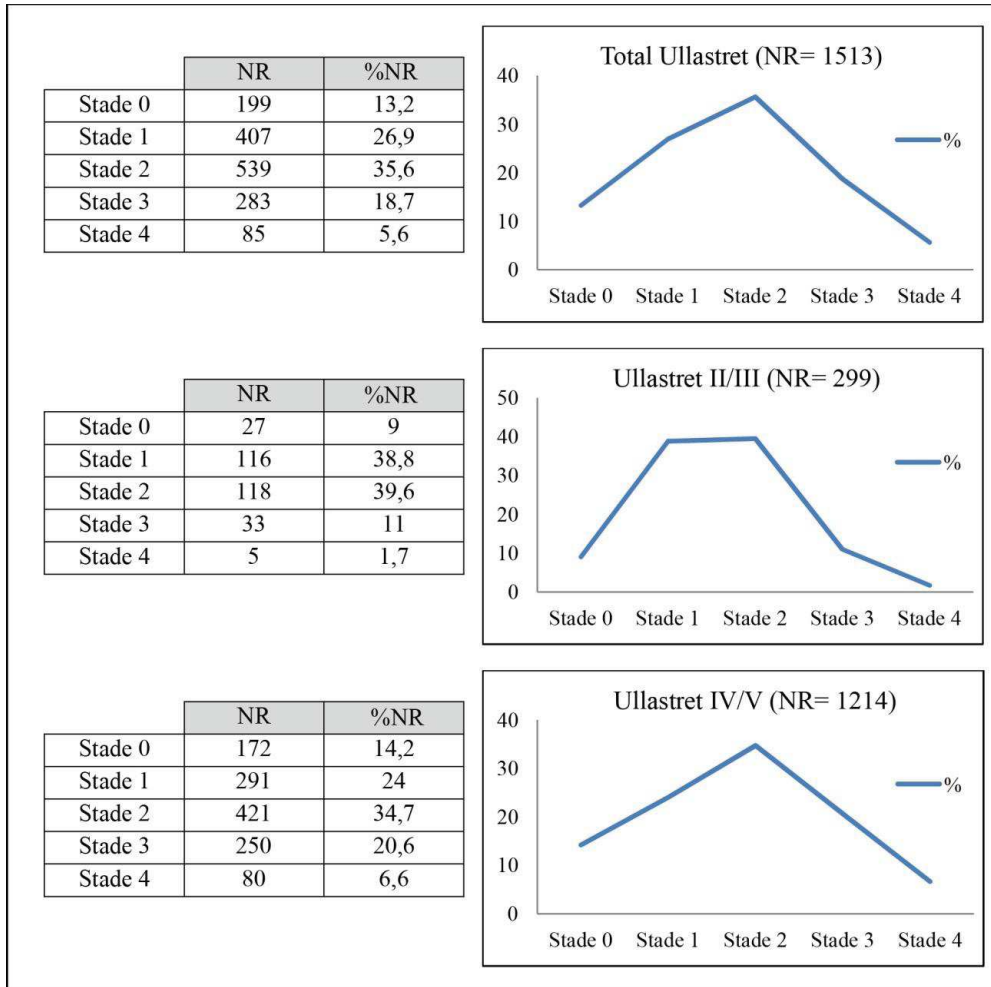 NR %NR
Stade 0 199 13,2
Stade 1 407 26,9
Stade 2 539 35,6
Stade 3 283 18,7
Stade 4 85 5,6
Total Ullastret (NR= 1513)
40
30
20
10
0
%
Stade 0 Stade 1 Stade 2 Stade 3 Stade 4
NR %NR
Stade 0 27 9
Stade 1 116 38,8
Stade 2 118 39,6
Stade 3 33 11
Stade 4 5 1,7
Ullastret II/III (NR= 299)
50
40
30
20
10
0
%
Stade 0 Stade 1 Stade 2 Stade 3 Stade 4
NR %NR
Stade 0 172 14,2
Stade 1 291 24
Stade 2 421 34,7
Stade 3 250 20,6
Stade 4 80 6,6
Ullastret IV/V (NR= 1214)
40
30
20
10
0
%
Stade 0 Stade 1 Stade 2 Stade 3 Stade 4